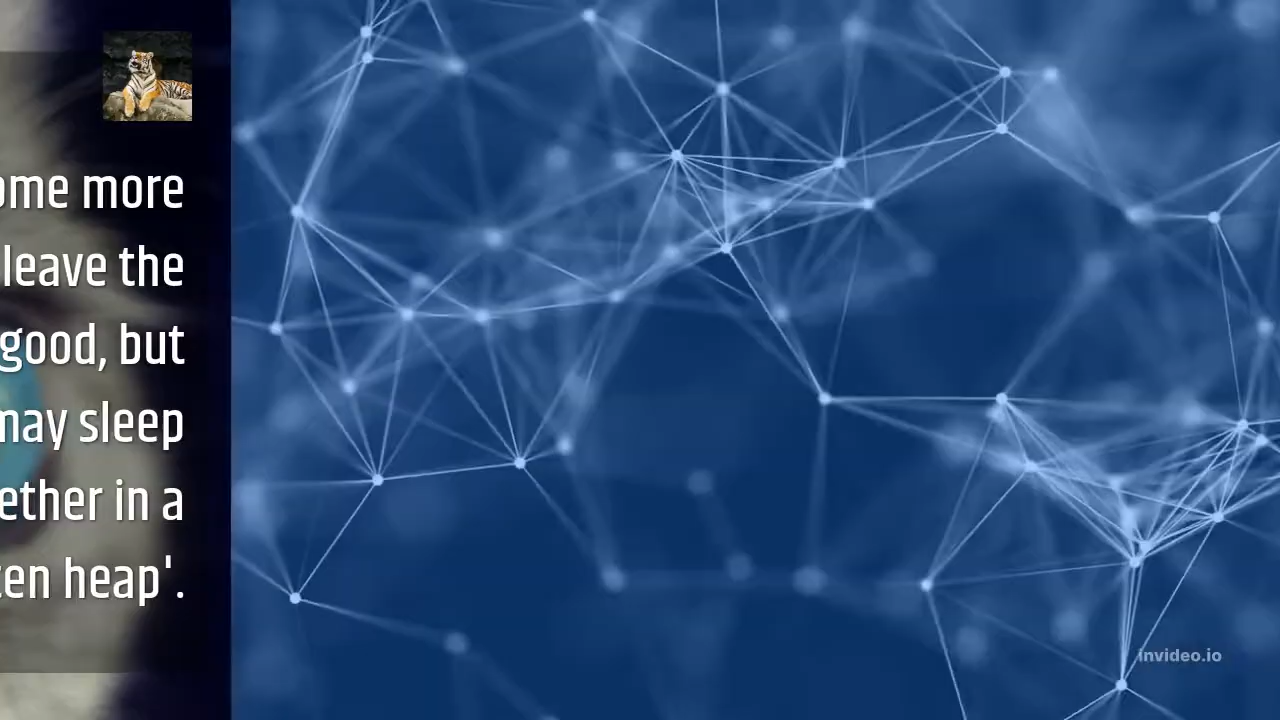 ome more
leave the
good, but
may sleep
ether in a
ten heap'.
invideo.io